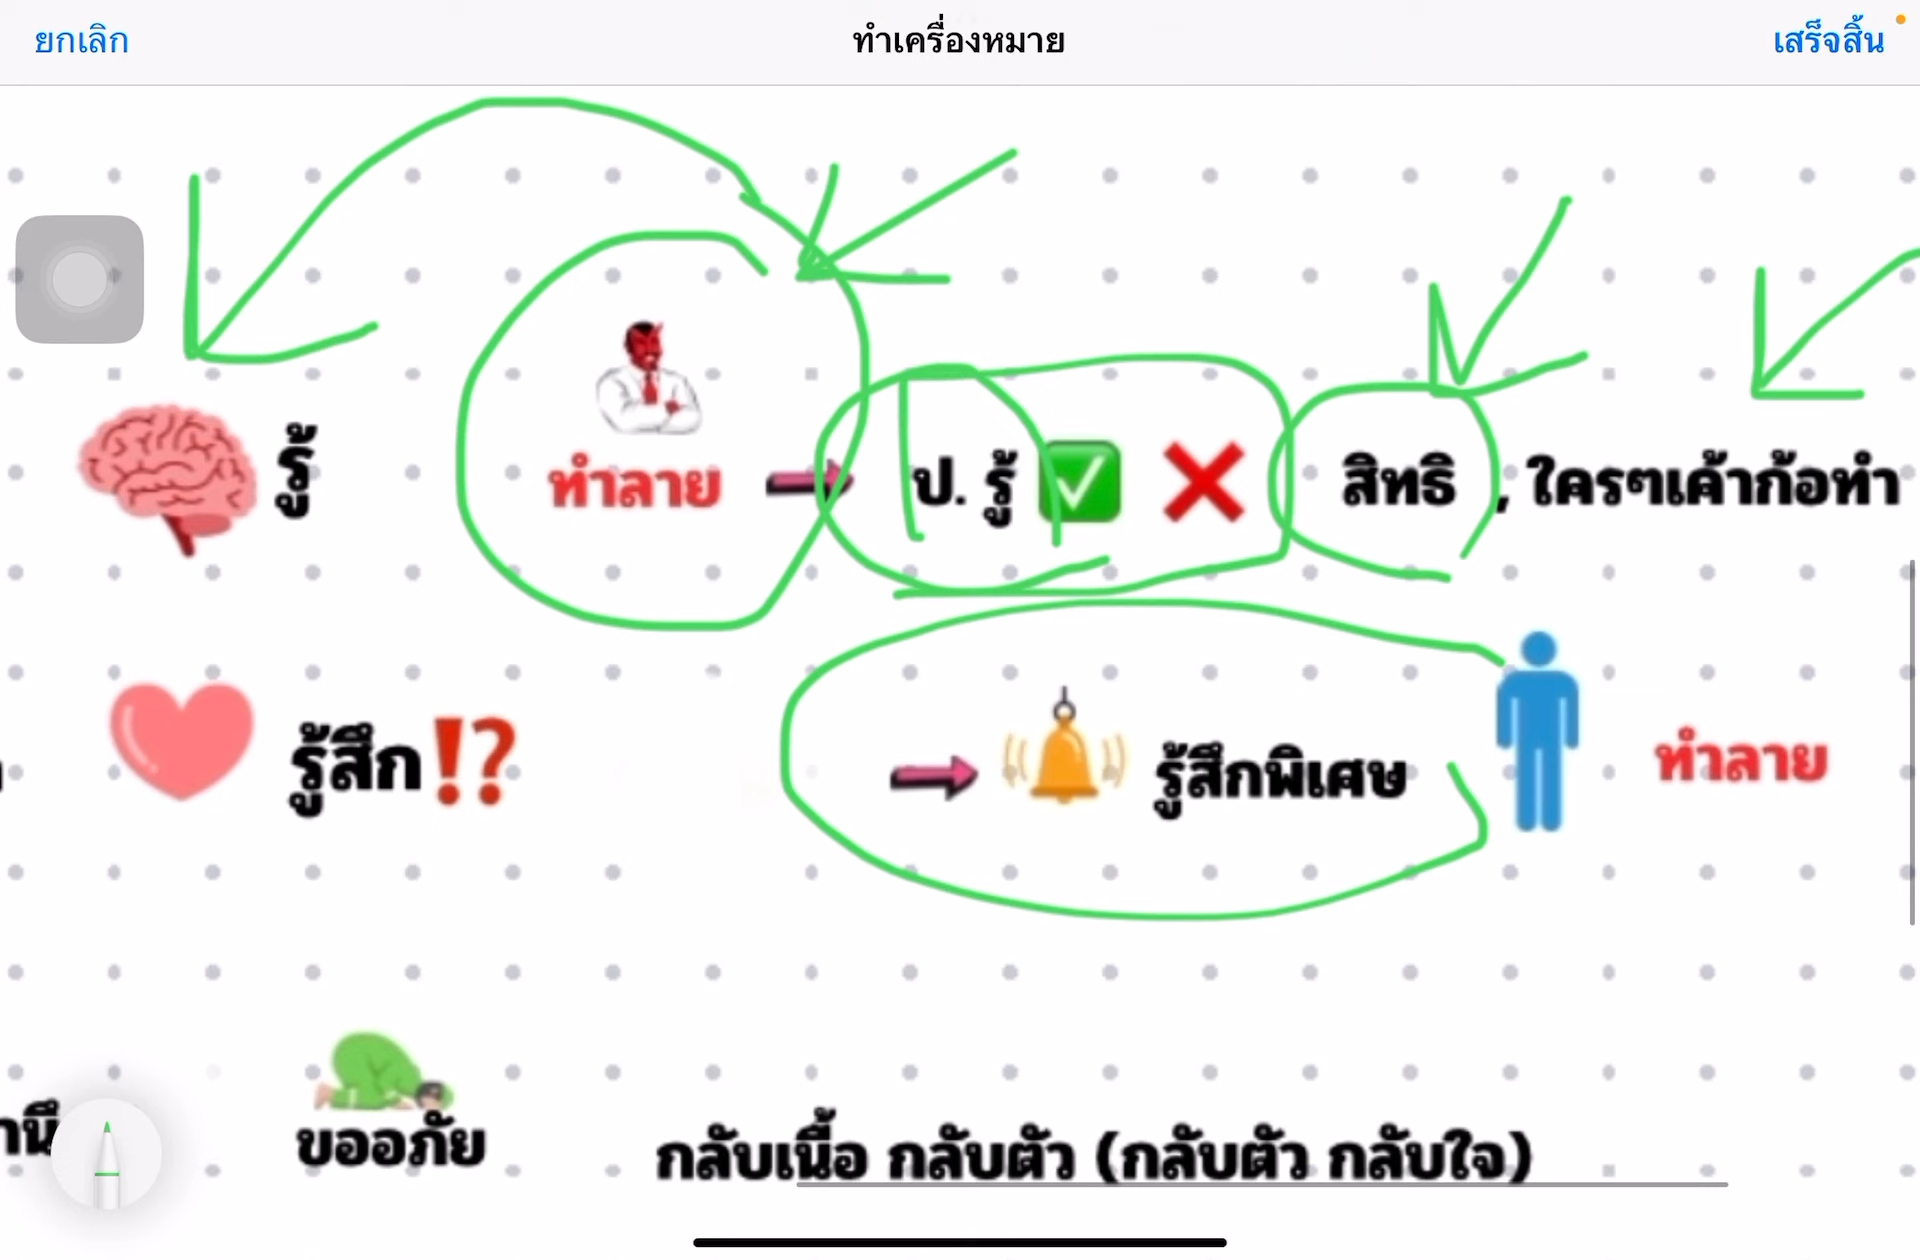 ยกเลิก ทำเครื่องหมาย เสร็จสิ้น
รู้ ทำลาย ป. รู้ สิทธิ , ใครๆเค้าก้อทำ
รู้สึก⁉ รู้สึกพิเศษ ทำลาย
ขออภัย กลับเนื้อ กลับตัว (กลับตัว กลับใจ)